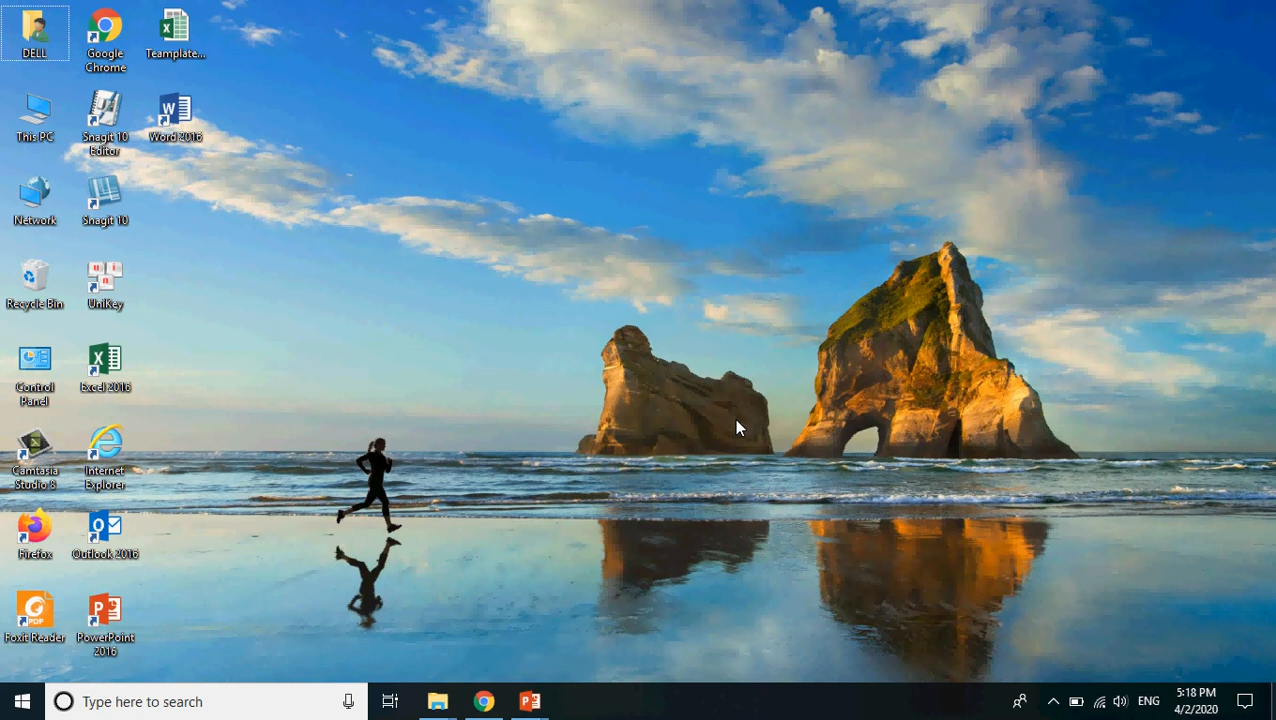 DELL
Google
Chrome
Teamplate...
This PC
Snagit 10
Editor
Word 2016
Network
Snagit 10
Recycle Bin
UniKey
Control
Panel
Excel 2016
Camtasia
Studio 8
Internet
Explorer
Firefox
Outlook 2016
Foxit Reader
PowerPoint
2016
Type here to search
ENG
5:18 PM
4/2/2020